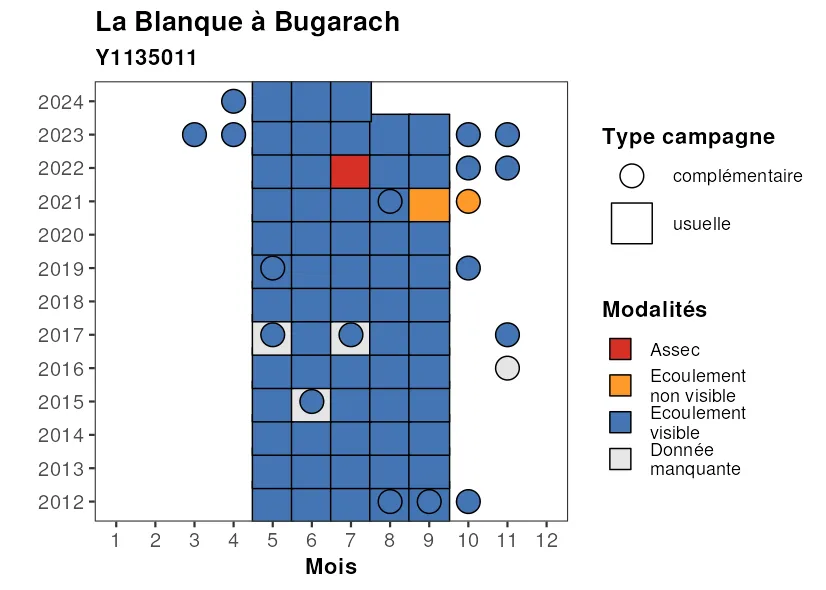 La Blanque à Bugarach
Y1135011
2024
2023
2022
2021
2020
2019
2018
2017
2016
2015
2014
2013
2012
1 2 3 4 5 6 7 8 9 10 11 12
Mois
Type campagne
complémentaire
usuelle
Modalités
Assec
Ecoulement
non visible
Ecoulement
visible
Donnée
manquante